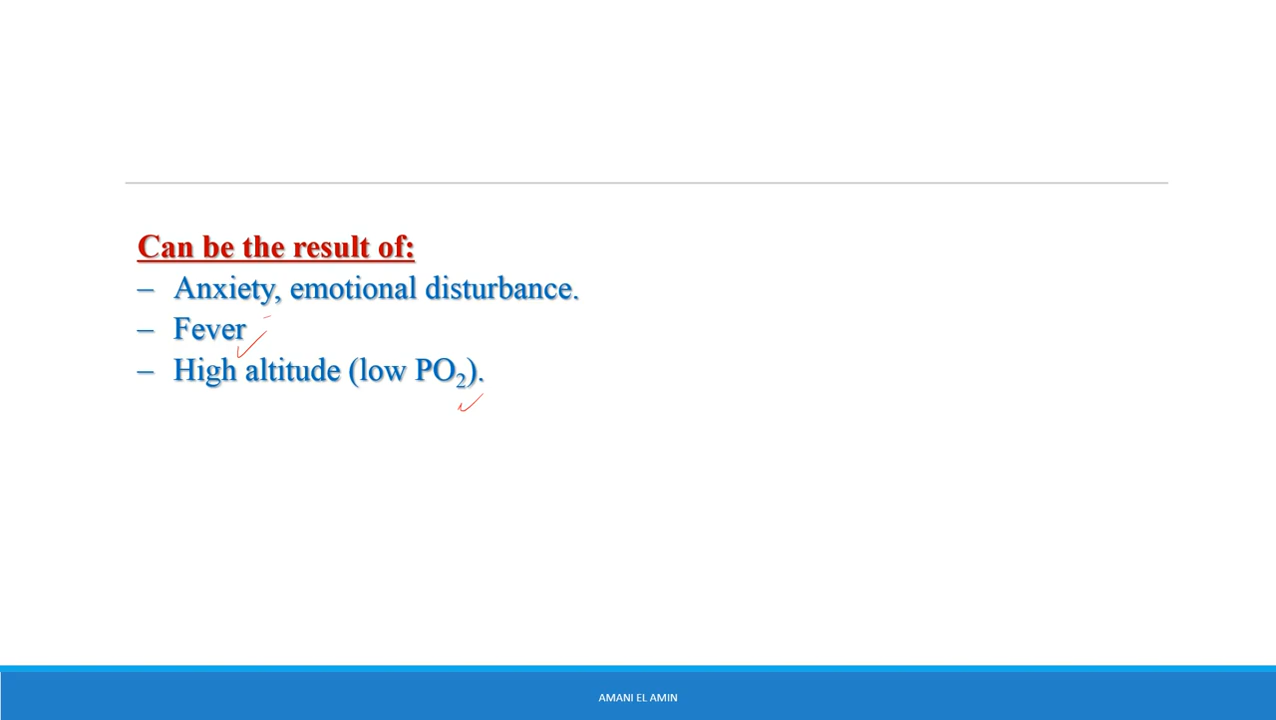 Can be the result of:
– Anxiety, emotional disturbance.
– Fever
– High altitude (low PO₂).
AMANI EL AMIN